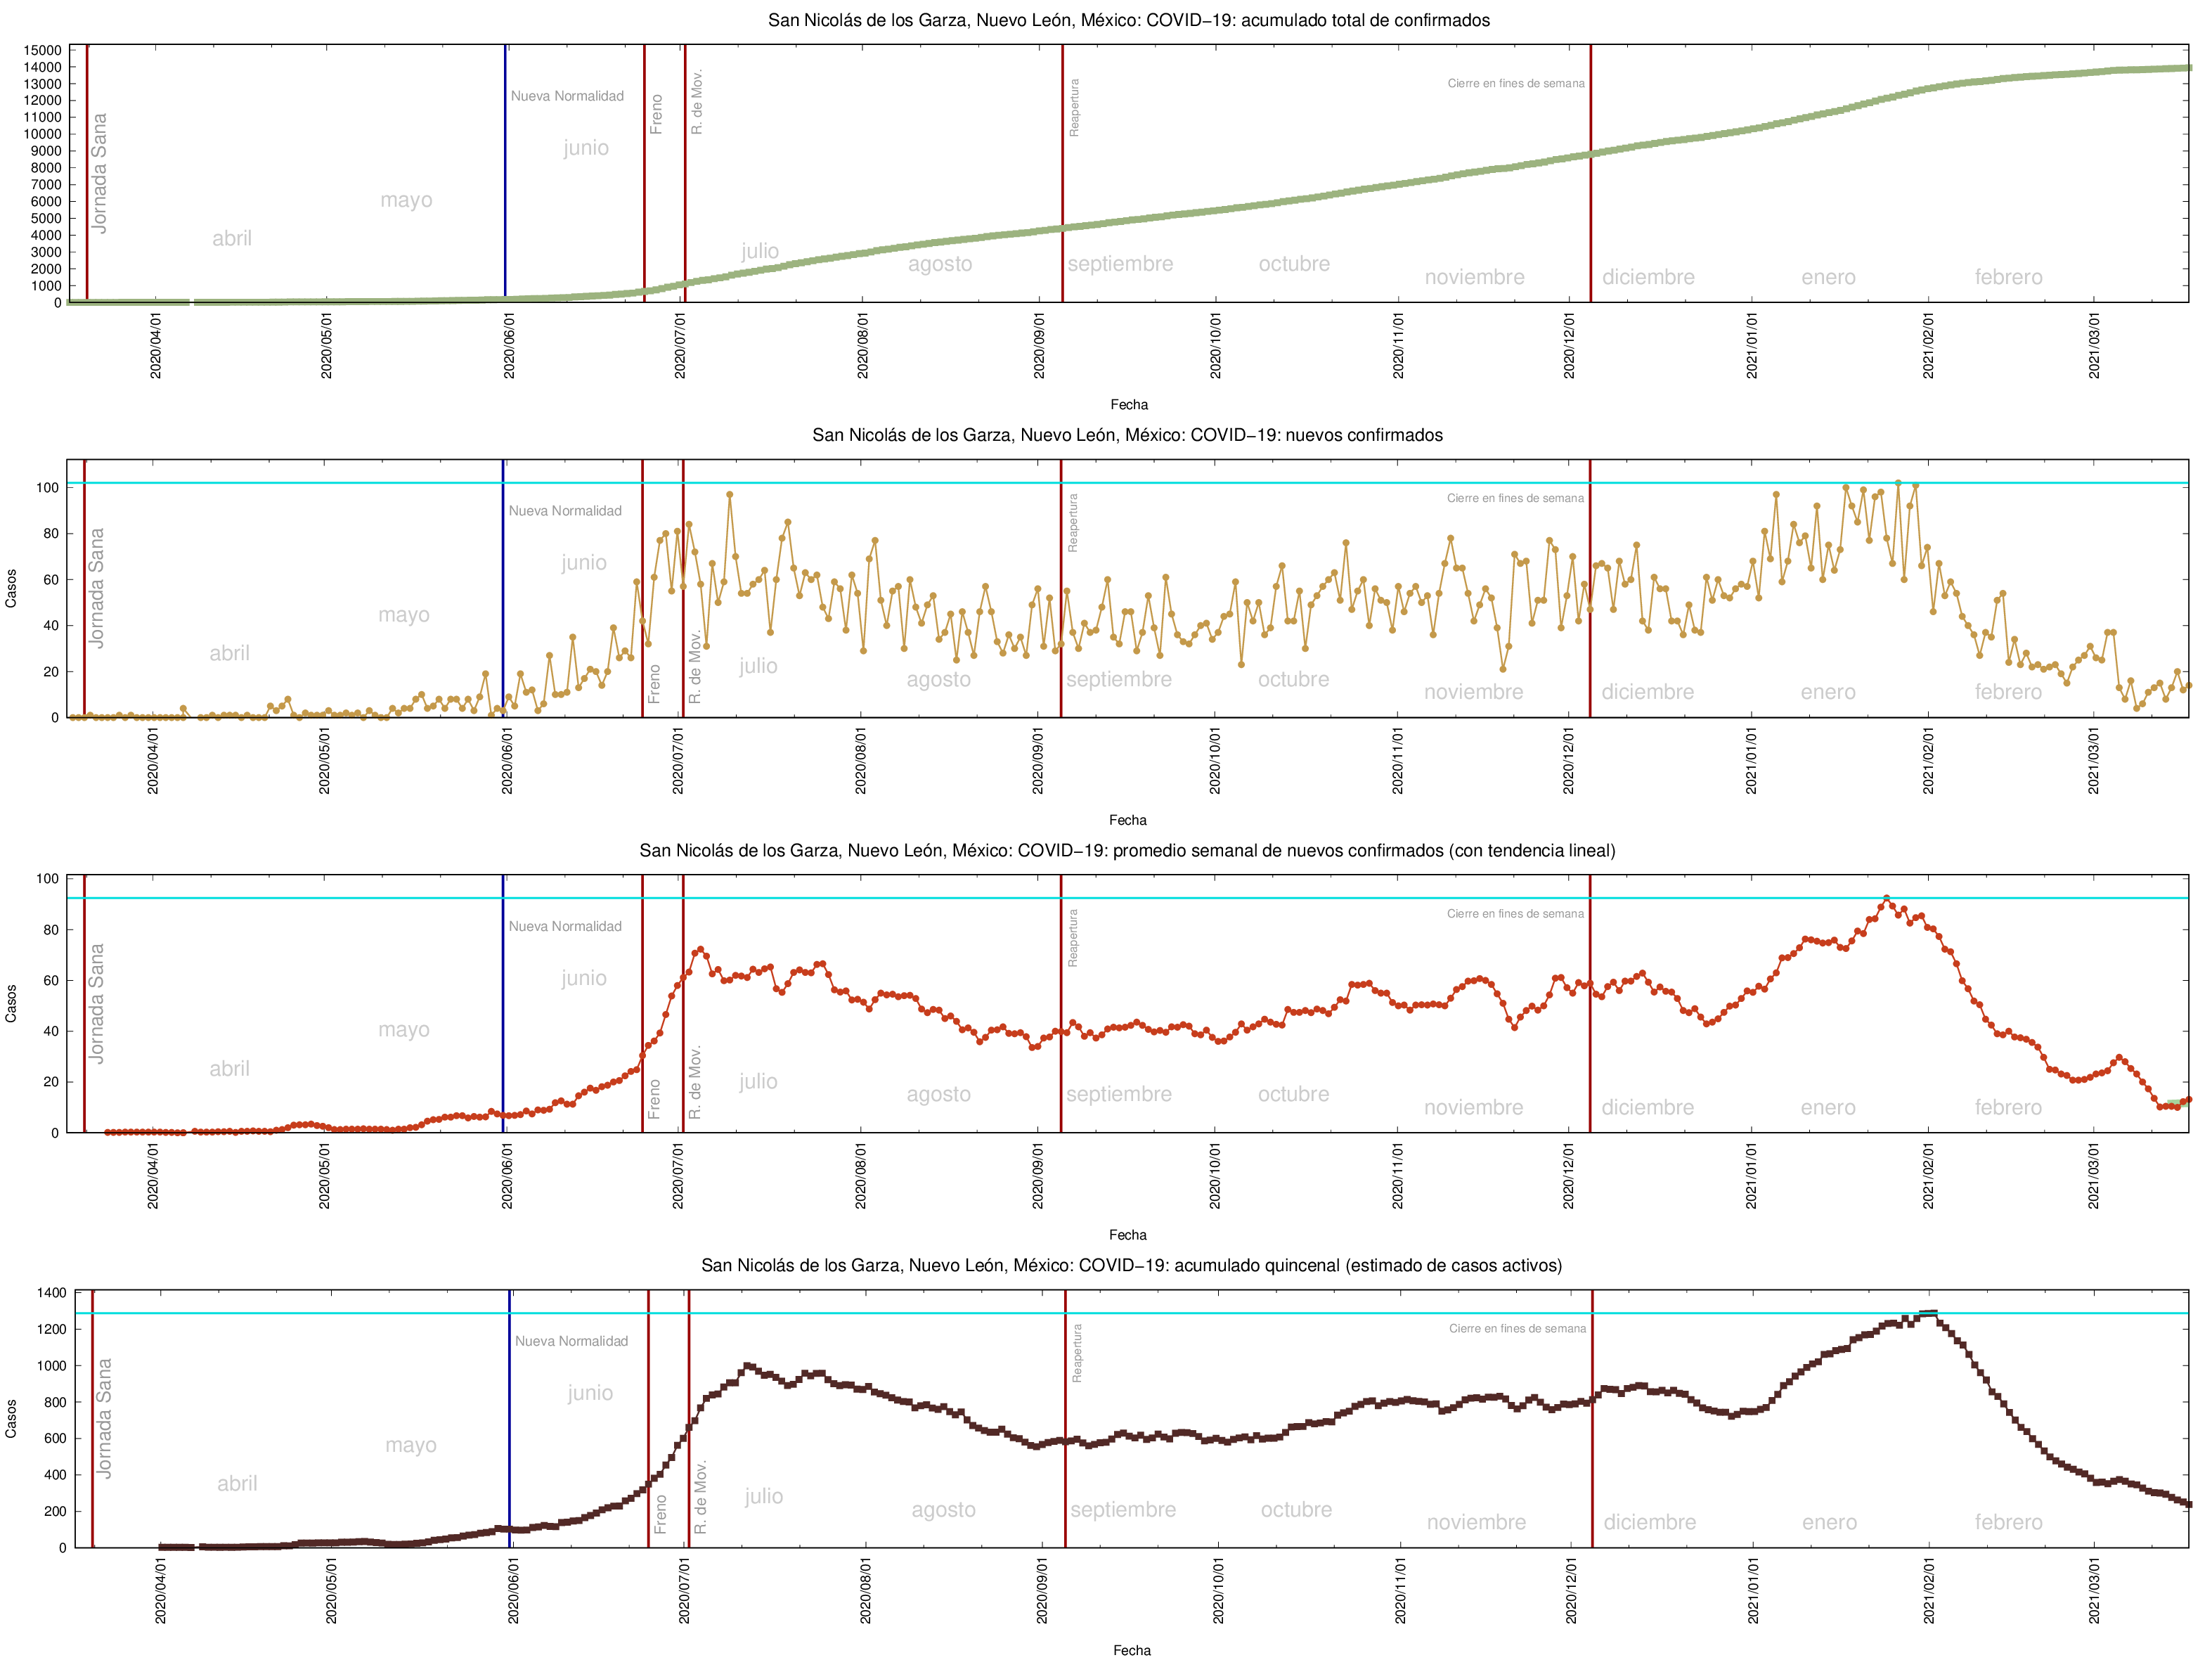 San Nicolás de los Garza, Nuevo León, México: COVID−19: acumulado total de confirmados
15000
14000
13000
12000
11000
10000
9000
8000
7000
6000
5000
4000
3000
2000
1000
0
Jornada Sana
abril
mayo
Nueva Normalidad
junio
Freno
R. de Mov.
julio
agosto
Reapertura
septiembre
octubre
noviembre
Cierre en fines de semana
diciembre
enero
febrero
2020/04/01
2020/05/01
2020/06/01
2020/07/01
2020/08/01
2020/09/01
2020/10/01
2020/11/01
2020/12/01
2021/01/01
2021/02/01
2021/03/01
Fecha
San Nicolás de los Garza, Nuevo León, México: COVID−19: nuevos confirmados
Casos
100
80
60
40
20
0
Jornada Sana
abril
mayo
Nueva Normalidad
junio
Freno
R. de Mov.
julio
agosto
Reapertura
septiembre
octubre
noviembre
Cierre en fines de semana
diciembre
enero
febrero
2020/04/01
2020/05/01
2020/06/01
2020/07/01
2020/08/01
2020/09/01
2020/10/01
2020/11/01
2020/12/01
2021/01/01
2021/02/01
2021/03/01
Fecha
San Nicolás de los Garza, Nuevo León, México: COVID−19: promedio semanal de nuevos confirmados (con tendencia lineal)
Casos
100
80
60
40
20
0
Jornada Sana
abril
mayo
Nueva Normalidad
junio
Freno
R. de Mov.
julio
agosto
Reapertura
septiembre
octubre
noviembre
Cierre en fines de semana
diciembre
enero
febrero
2020/04/01
2020/05/01
2020/06/01
2020/07/01
2020/08/01
2020/09/01
2020/10/01
2020/11/01
2020/12/01
2021/01/01
2021/02/01
2021/03/01
Fecha
San Nicolás de los Garza, Nuevo León, México: COVID−19: acumulado quincenal (estimado de casos activos)
Casos
1400
1200
1000
800
600
400
200
0
Jornada Sana
abril
mayo
Nueva Normalidad
junio
Freno
R. de Mov.
julio
agosto
Reapertura
septiembre
octubre
noviembre
Cierre en fines de semana
diciembre
enero
febrero
2020/04/01
2020/05/01
2020/06/01
2020/07/01
2020/08/01
2020/09/01
2020/10/01
2020/11/01
2020/12/01
2021/01/01
2021/02/01
2021/03/01
Fecha